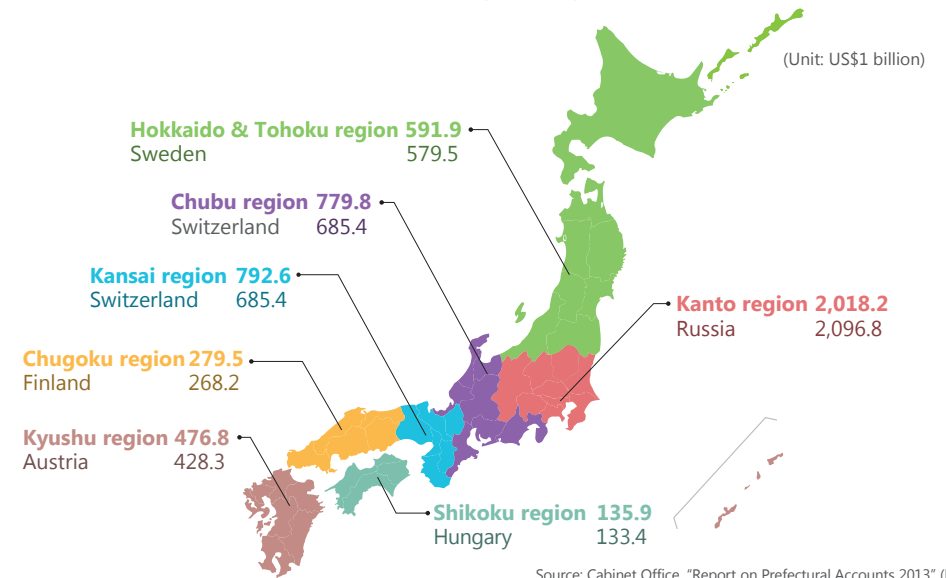 (Unit: US$1 billion)
Hokkaido & Tohoku region 591.9
Sweden 579.5
Chubu region 779.8
Switzerland 685.4
Kansai region 792.6
Switzerland 685.4
Kanto region 2,018.2
Russia 2,096.8
Chugoku region 279.5
Finland 268.2
Kyushu region 476.8
Austria 428.3
Shikoku region 135.9
Hungary 133.4
Source: Cabinet Office, "Report on Prefectural Accounts 2013"